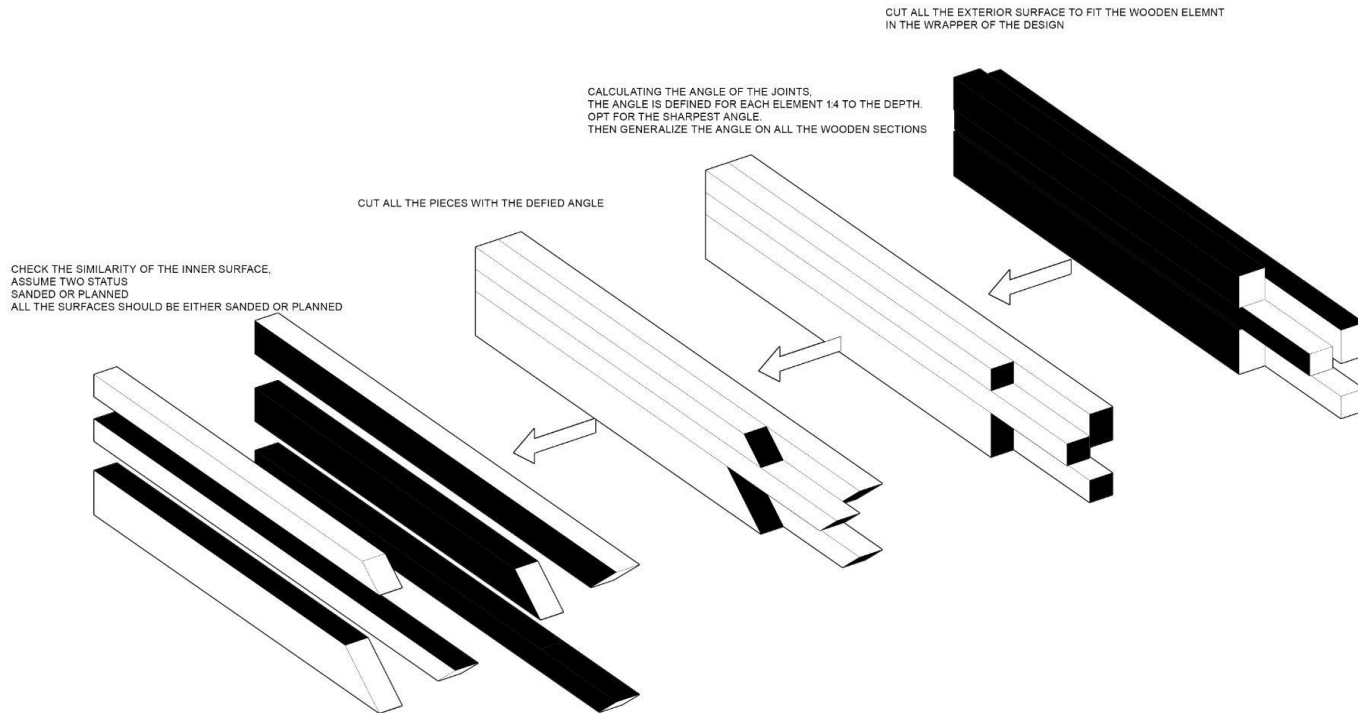 CUT ALL THE EXTERIOR SURFACE TO FIT THE WOODEN ELEMNT
IN THE WRAPPER OF THE DESIGN
CALCULATING THE ANGLE OF THE JOINTS,
THE ANGLE IS DEFINED FOR EACH ELEMENT 1:4 TO THE DEPTH.
OPT FOR THE SHARPEST ANGLE.
THEN GENERALIZE THE ANGLE ON ALL THE WOODEN SECTIONS
CUT ALL THE PIECES WITH THE DEFIED ANGLE
CHECK THE SIMILARITY OF THE INNER SURFACE,
ASSUME TWO STATUS
SANDED OR PLANNED
ALL THE SURFACES SHOULD BE EITHER SANDED OR PLANNED